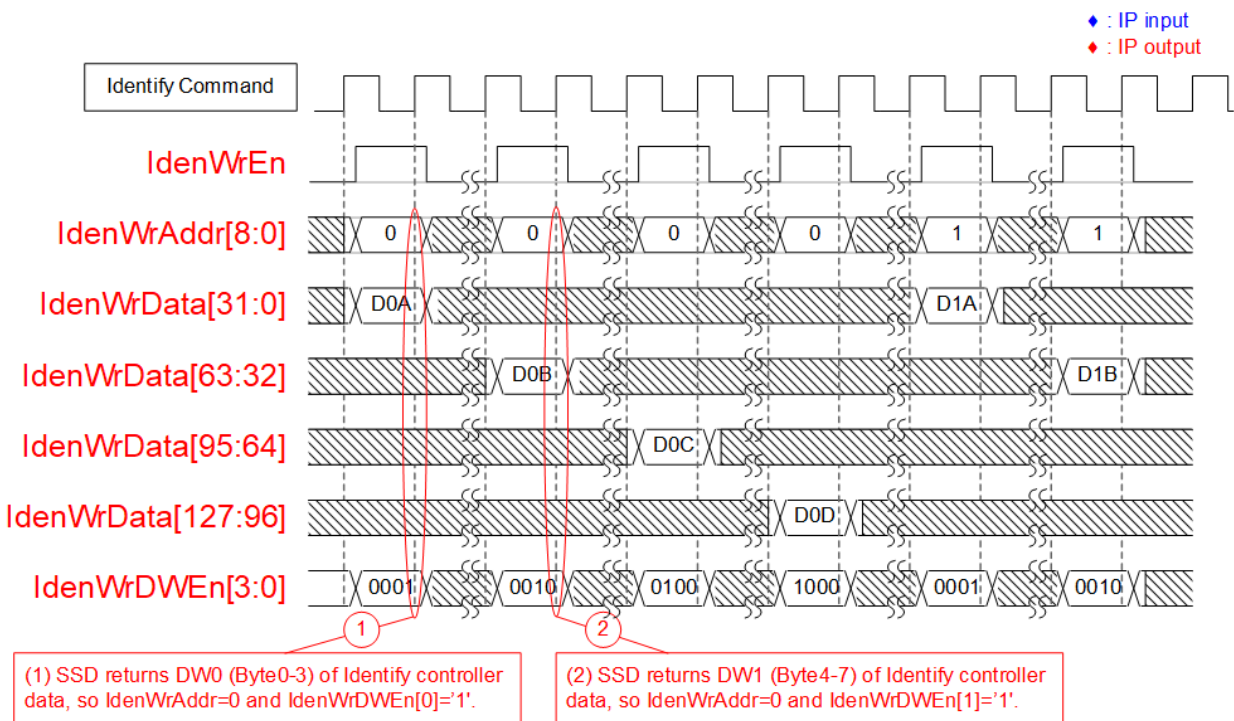 ♦ : IP input
♦ : IP output
Identify Command
IdenWrEn
IdenWrAddr[8:0] 0 0 0 0 1 1
IdenWrData[31:0] D0A D1A
IdenWrData[63:32] D0B D1B
IdenWrData[95:64] D0C
IdenWrData[127:96] D0D
IdenWrDWEn[3:0] 0001 0010 0100 1000 0001 0010
1 2
(1) SSD returns DW0 (Byte0-3) of Identify controller
data, so IdenWrAddr=0 and IdenWrDWEn[0]='1'.
(2) SSD returns DW1 (Byte4-7) of Identify controller
data, so IdenWrAddr=0 and IdenWrDWEn[1]='1'.